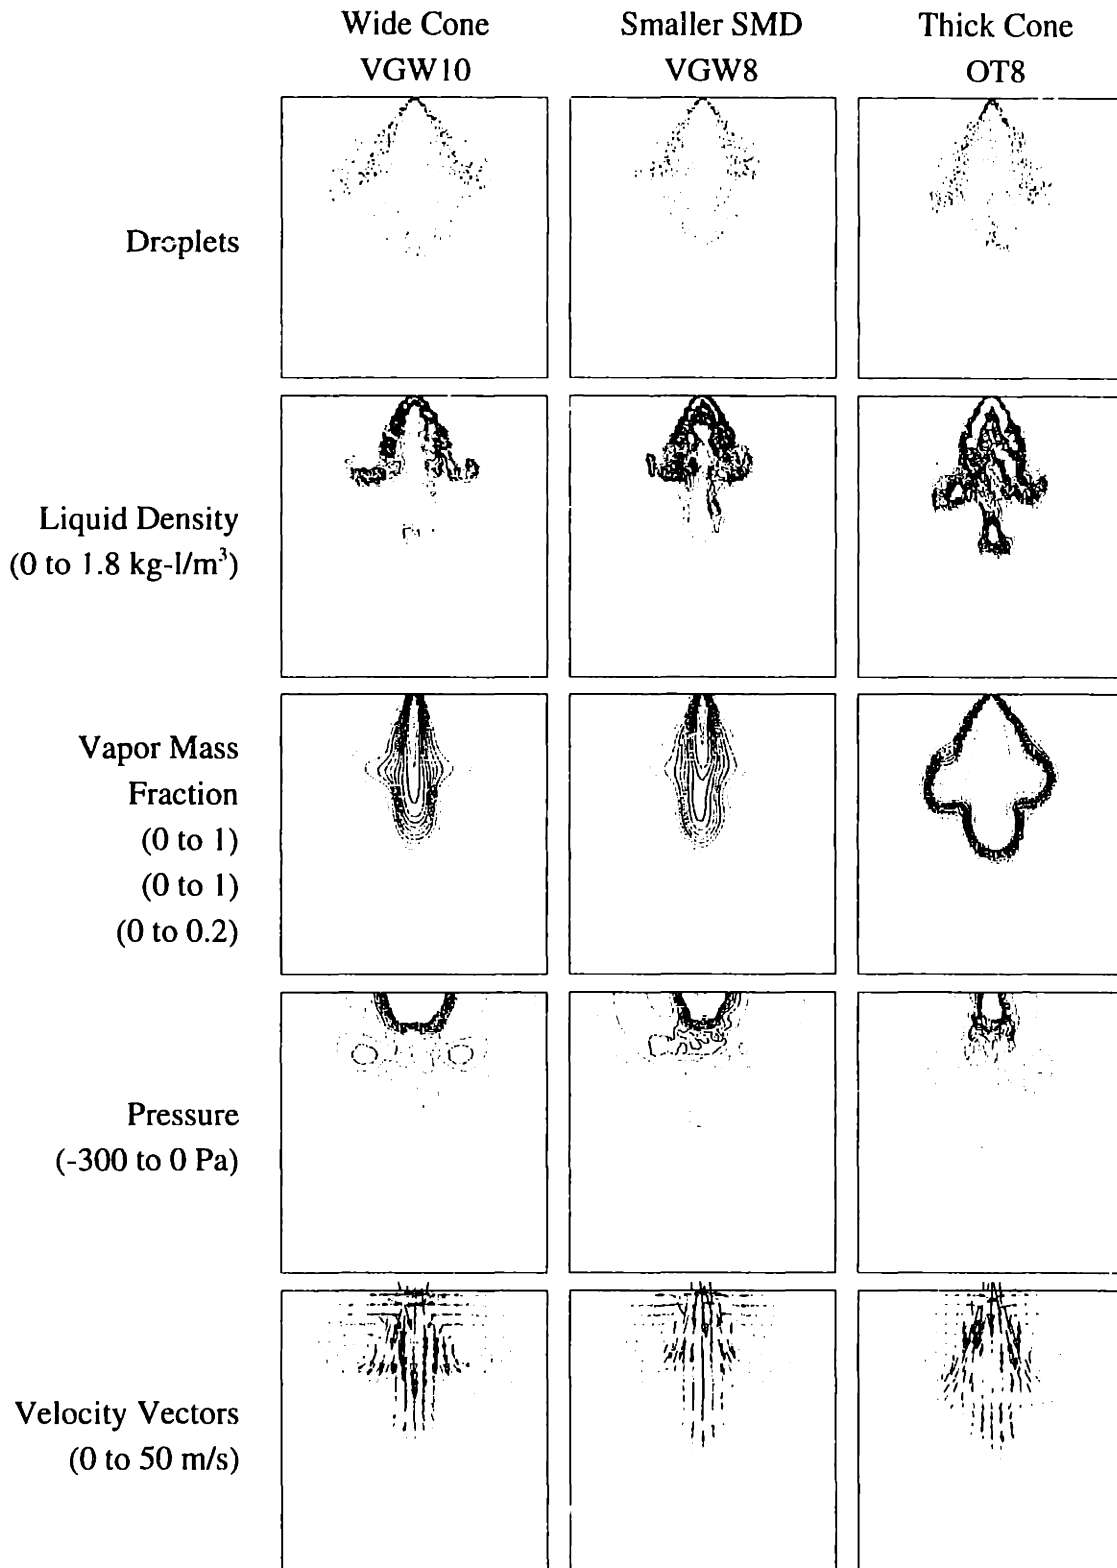 Wide Cone
VGW10
Smaller SMD
VGW8
Thick Cone
OT8
Droplets
Liquid Density
(0 to 1.8 kg-l/m³)
Vapor Mass
Fraction
(0 to 1)
(0 to 1)
(0 to 0.2)
Pressure
(-300 to 0 Pa)
Velocity Vectors
(0 to 50 m/s)